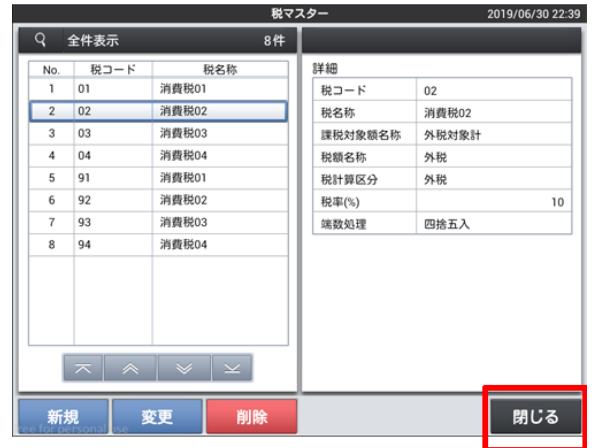 税マスター 2019/06/30 22:39
全件表示 8件
No. 税コード 税名称
1 01 消費税01
2 02 消費税02
3 03 消費税03
4 04 消費税04
5 91 消費税01
6 92 消費税02
7 93 消費税03
8 94 消費税04
詳細
税コード 02
税名称 消費税02
課税対象額名称 外税対象計
税額名称 外税
税計算区分 外税
税率(%) 10
端数処理 四捨五入
新規 変更 削除 閉じる
ree for personal use